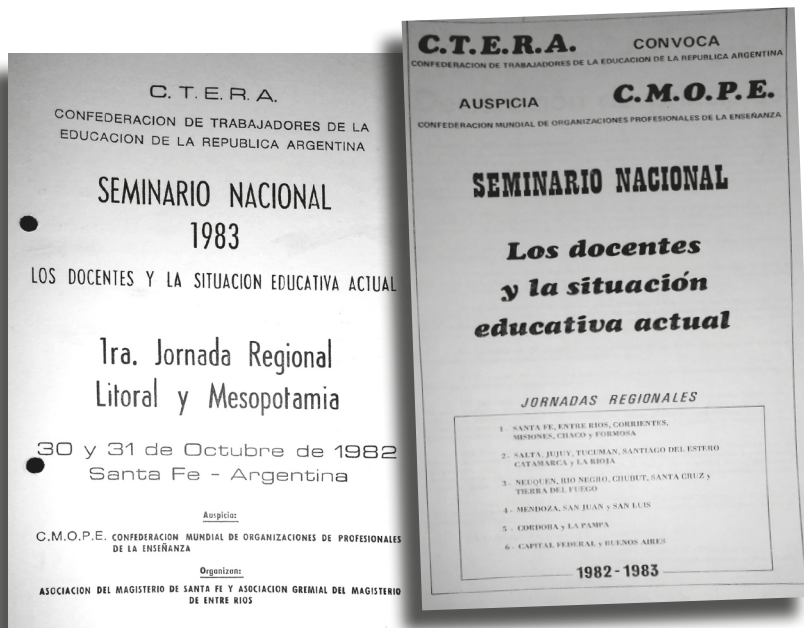 C. T. E. R. A.
CONFEDERACION DE TRABAJADORES DE LA
EDUCACION DE LA REPUBLICA ARGENTINA
SEMINARIO NACIONAL
1983
LOS DOCENTES Y LA SITUACION EDUCATIVA ACTUAL
1ra. Jornada Regional
Litoral y Mesopotamia
30 y 31 de Octubre de 1982
Santa Fe - Argentina
Auspicia:
C.M.O.P.E. CONFEDERACION MUNDIAL DE ORGANIZACIONES DE PROFESIONALES
DE LA ENSEÑANZA
Organizan:
ASOCIACION DEL MAGISTERIO DE SANTA FE Y ASOCIACION GREMIAL DEL MAGISTERIO
DE ENTRE RIOS
C.T.E.R.A. CONVOCA
CONFEDERACION DE TRABAJADORES DE LA EDUCACION DE LA REPUBLICA ARGENTINA
AUSPICIA C.M.O.P.E.
CONFEDERACION MUNDIAL DE ORGANIZACIONES PROFESIONALES DE LA ENSEÑANZA
SEMINARIO NACIONAL
Los docentes
y la situación
educativa actual
JORNADAS REGIONALES
1 - SANTA FE, ENTRE RIOS, CORRIENTES,
MISIONES, CHACO y FORMOSA
2 - SALTA, JUJUY, TUCUMAN, SANTIAGO DEL ESTERO
CATAMARCA y LA RIOJA
3 - NEUQUEN, RIO NEGRO, CHUBUT, SANTA CRUZ y
TIERRA DEL FUEGO
4 - MENDOZA, SAN JUAN y SAN LUIS
5 - CORDOBA y LA PAMPA
6 - CAPITAL FEDERAL y BUENOS AIRES
1982 - 1983